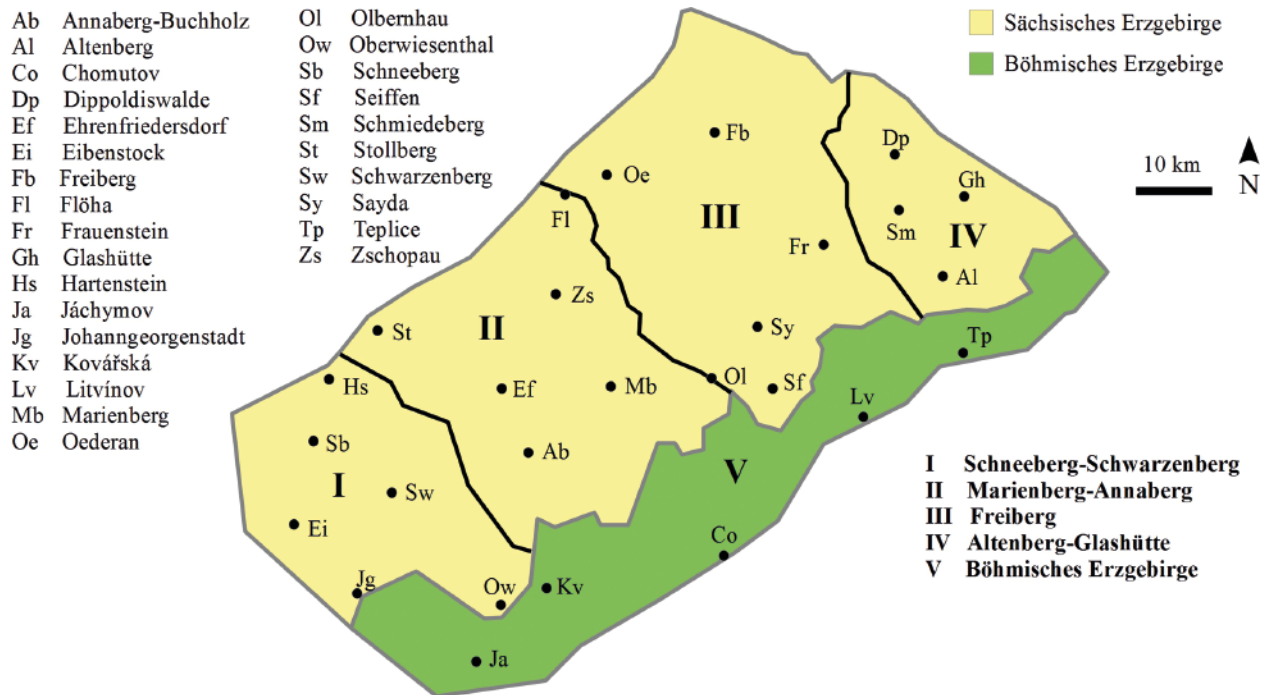 Ab Annaberg-Buchholz
Al Altenberg
Co Chomutov
Dp Dippoldiswalde
Ef Ehrenfriedersdorf
Ei Eibenstock
Fb Freiberg
Fl Flöha
Fr Frauenstein
Gh Glashütte
Hs Hartenstein
Ja Jáchymov
Jg Johanngeorgenstadt
Kv Kovářská
Lv Litvínov
Mb Marienberg
Oe Oederan
Ol Olbernhau
Ow Oberwiesenthal
Sb Schneeberg
Sf Seiffen
Sm Schmiedeberg
St Stollberg
Sw Schwarzenberg
Sy Sayda
Tp Teplice
Zs Zschopau
Sächsisches Erzgebirge
Böhmisches Erzgebirge
10 km
N
Fb
Dp
Oe
Gh
Fl
III
Sm
IV
Fr
Al
Zs
St
II
Sy
Tp
Hs
Ef
Mb
Ol
Sf
Lv
Sb
Ab
V
I
Sw
Ei
Co
Jg
Ow
Kv
Ja
I Schneeberg-Schwarzenberg
II Marienberg-Annaberg
III Freiberg
IV Altenberg-Glashütte
V Böhmisches Erzgebirge